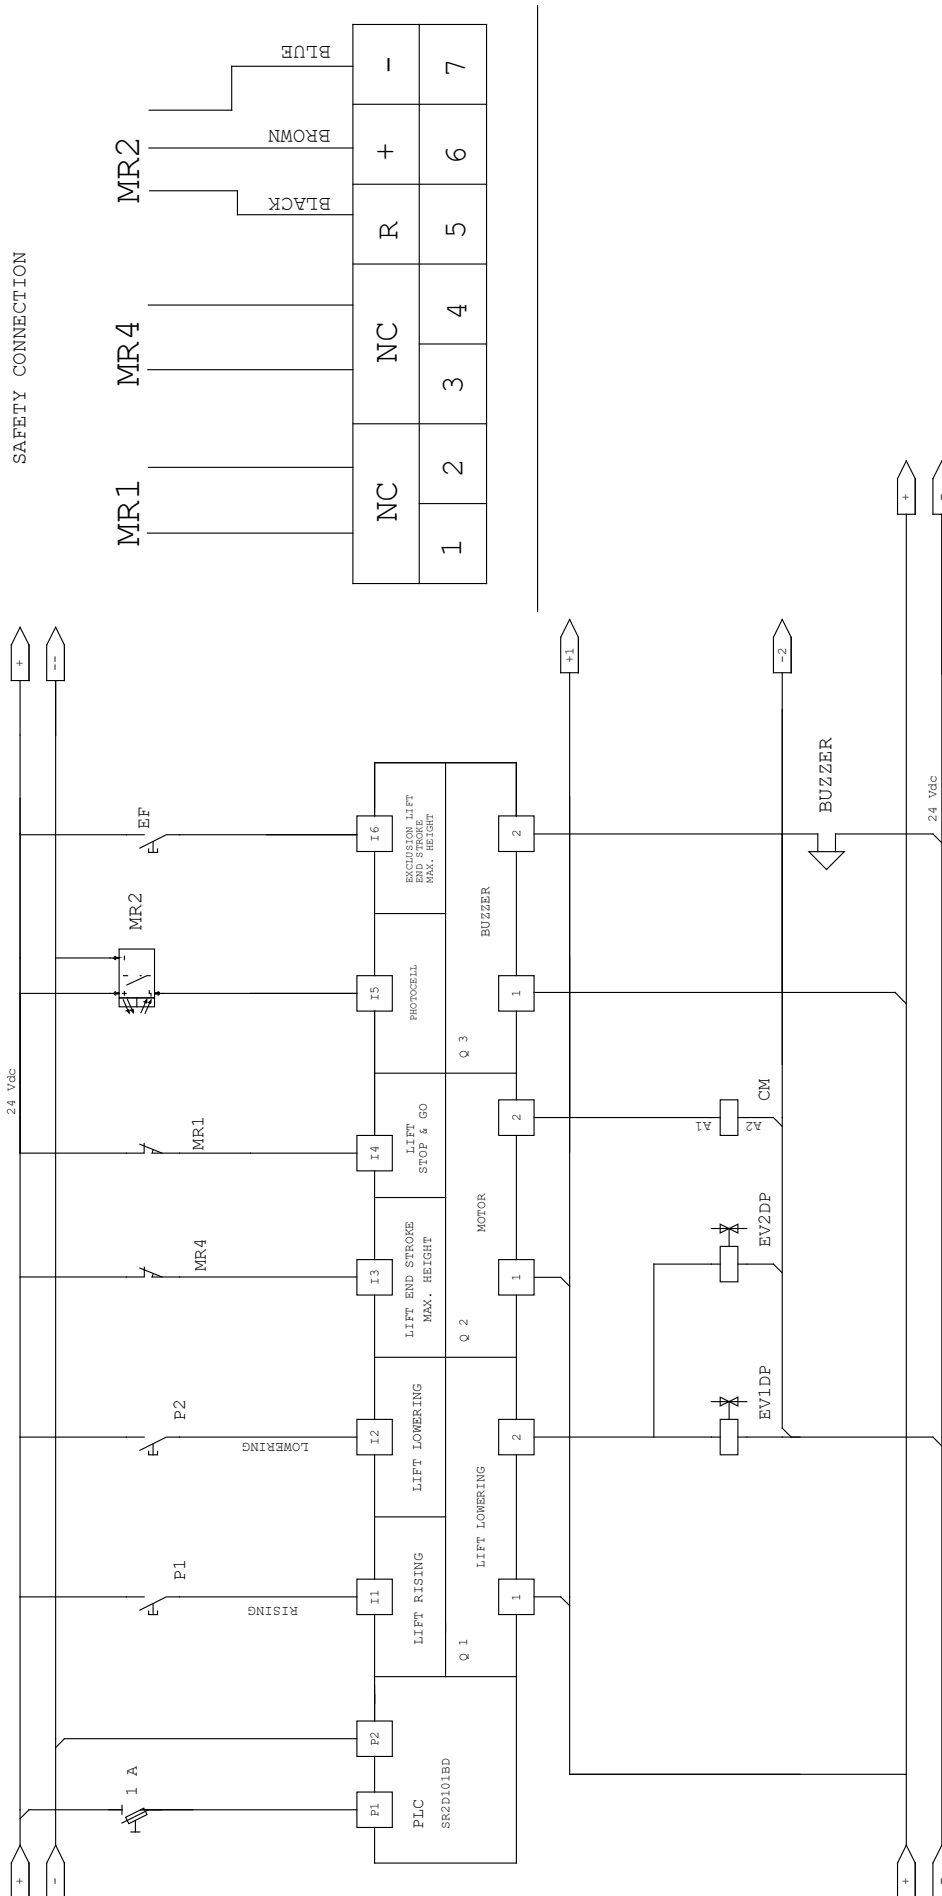 SAFETY CONNECTION
MR1
MR4
MR2
BLACK
BROWN
BLUE
NC
NC
R
+
-
1
2
3
4
5
6
7
+
-
24 Vdc
+
--
1 A
P1
RISING
P2
LOWERING
MR4
MR1
MR2
+
-
EF
P1
P2
I1
I2
I3
I4
I5
I6
PLC
SR2D101BD
LIFT RISING
LIFT LOWERING
LIFT END STROKE
MAX. HEIGHT
LIFT
STOP & GO
PHOTOCELL
EXCLUSION LIFT
END STROKE
MAX. HEIGHT
Q 1
LIFT LOWERING
Q 2
MOTOR
Q 3
BUZZER
1
2
1
2
1
2
+1
EV1DP
EV2DP
A1
A2
CM
-2
BUZZER
+
-
24 Vdc
+
-